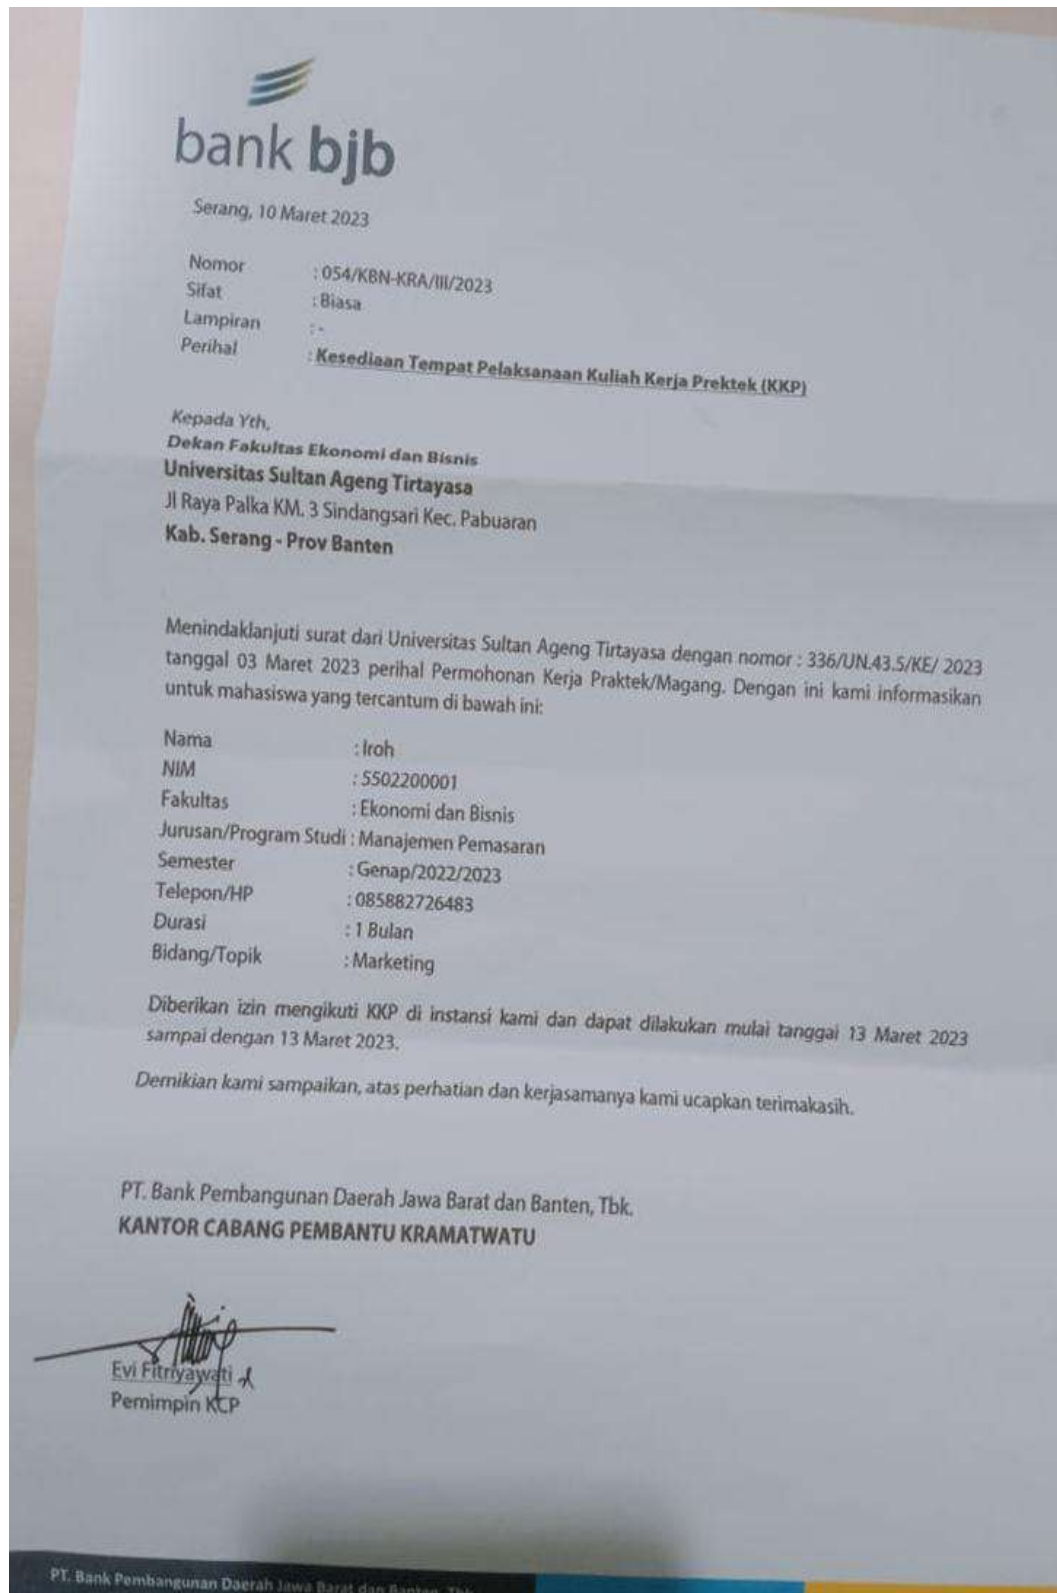 bank bjb
Serang, 10 Maret 2023
Nomor : 054/KBN-KRA/III/2023
Sifat : Biasa
Lampiran : -
Perihal : Kesediaan Tempat Pelaksanaan Kuliah Kerja Prektek (KKP)
Kepada Yth,
Dekan Fakultas Ekonomi dan Bisnis
Universitas Sultan Ageng Tirtayasa
Jl Raya Palka KM. 3 Sindangsari Kec. Pabuaran
Kab. Serang - Prov Banten
Menindaklanjuti surat dari Universitas Sultan Ageng Tirtayasa dengan nomor : 336/UN.43.5/KE/ 2023
tanggal 03 Maret 2023 perihal Permohonan Kerja Praktek/Magang. Dengan ini kami informasikan
untuk mahasiswa yang tercantum di bawah ini:
Nama : Iroh
NIM : 5502200001
Fakultas : Ekonomi dan Bisnis
Jurusan/Program Studi : Manajemen Pemasaran
Semester : Genap/2022/2023
Telepon/HP : 085882726483
Durasi : 1 Bulan
Bidang/Topik : Marketing
Diberikan izin mengikuti KKP di instansi kami dan dapat dilakukan mulai tanggai 13 Maret 2023
sampai dengan 13 Maret 2023.
Demikian kami sampaikan, atas perhatian dan kerjasamanya kami ucapkan terimakasih.
PT. Bank Pembangunan Daerah Jawa Barat dan Banten, Tbk.
KANTOR CABANG PEMBANTU KRAMATWATU
Evi Fitriyawati
Pemimpin KCP
PT. Bank Pembangunan Daerah Jawa Barat dan Banten, Tbk